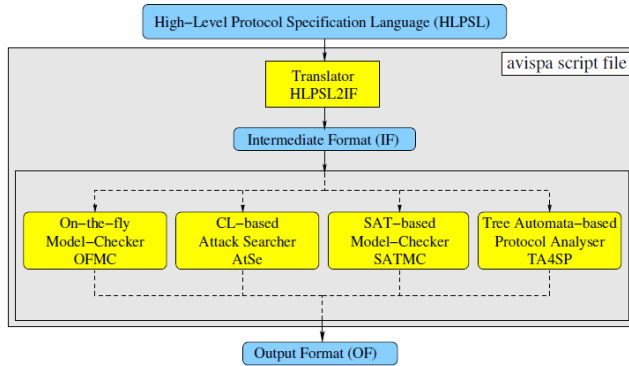 High−Level Protocol Specification Language (HLPSL)
avispa script file
Translator
HLPSL2IF
Intermediate Format (IF)
On−the−fly
Model−Checker
OFMC
CL−based
Attack Searcher
AtSe
SAT−based
Model−Checker
SATMC
Tree Automata−based
Protocol Analyser
TA4SP
Output Format (OF)